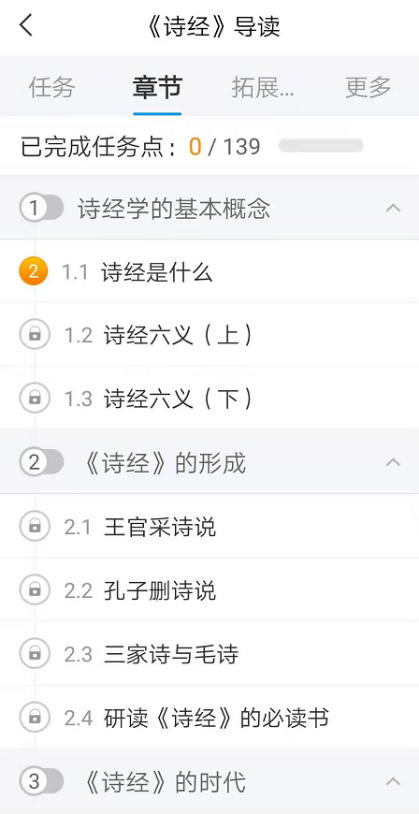 《诗经》导读
任务 章节 拓展... 更多
已完成任务点：0 / 139
1 诗经学的基本概念
2 1.1 诗经是什么
1.2 诗经六义（上）
1.3 诗经六义（下）
2 《诗经》的形成
2.1 王官采诗说
2.2 孔子删诗说
2.3 三家诗与毛诗
2.4 研读《诗经》的必读书
3 《诗经》的时代